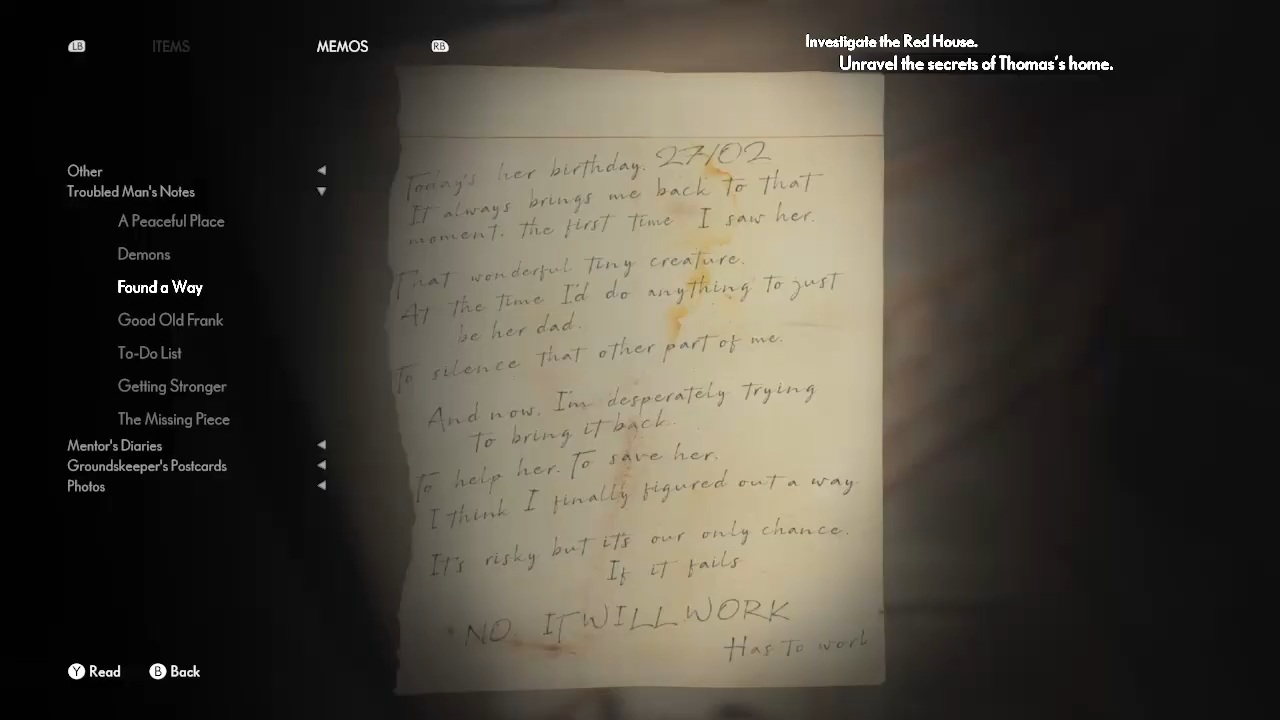 LB
ITEMS
MEMOS
RB
Investigate the Red House.
Unravel the secrets of Thomas's home.
Other
Troubled Man's Notes
A Peaceful Place
Demons
Found a Way
Good Old Frank
To-Do List
Getting Stronger
The Missing Piece
Mentor's Diaries
Groundskeeper's Postcards
Photos
Today's her birthday. 27/02
It always brings me back to that
moment. the first time I saw her.
That wonderful tiny creature.
At the time I'd do anything to just
be her dad.
To silence that other part of me.
And now. I'm desperately trying
to bring it back.
To help her. To save her.
I think I finally figured out a way
It's risky but it's our only chance.
If it fails
NO. IT WILL WORK
Has to work
Y Read
B Back